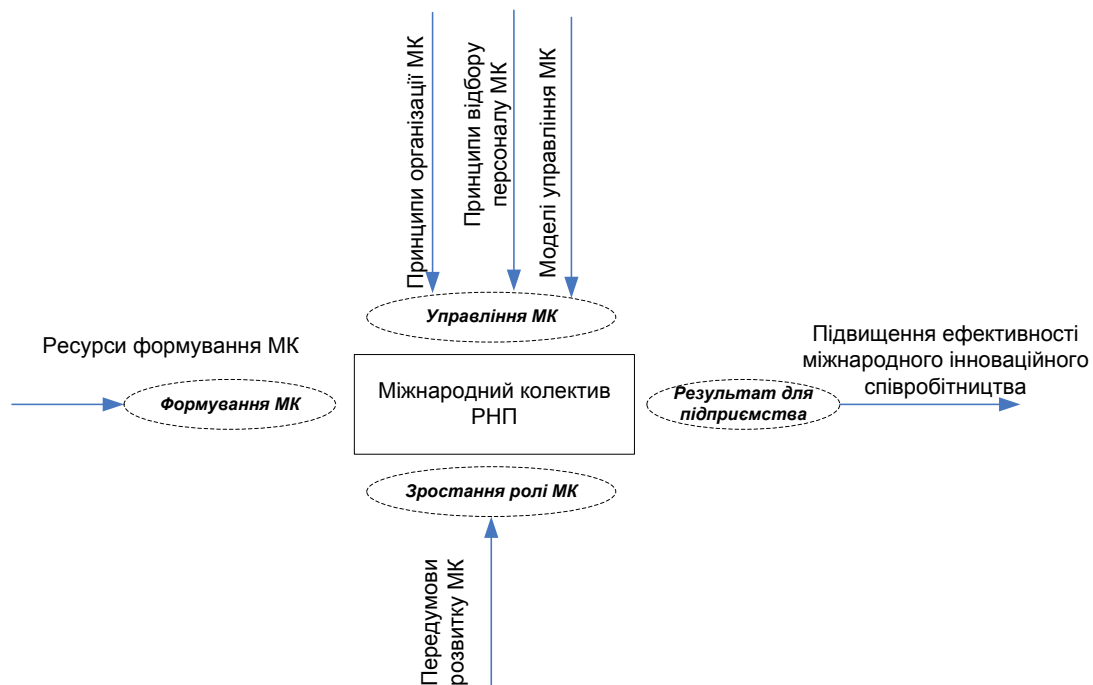 Принципи організації МК
Принципи відбору
персоналу МК
Моделі управління МК
Управління МК
Ресурси формування МК
Формування МК
Міжнародний колектив
РНП
Результат для
підприємства
Підвищення ефективності
міжнародного інноваційного
співробітництва
Зростання ролі МК
Передумови
розвитку МК